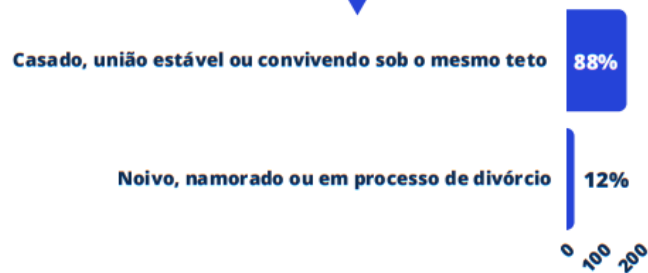 Casado, união estável ou convivendo sob o mesmo teto 88%
Noivo, namorado ou em processo de divórcio 12%
0 100 200